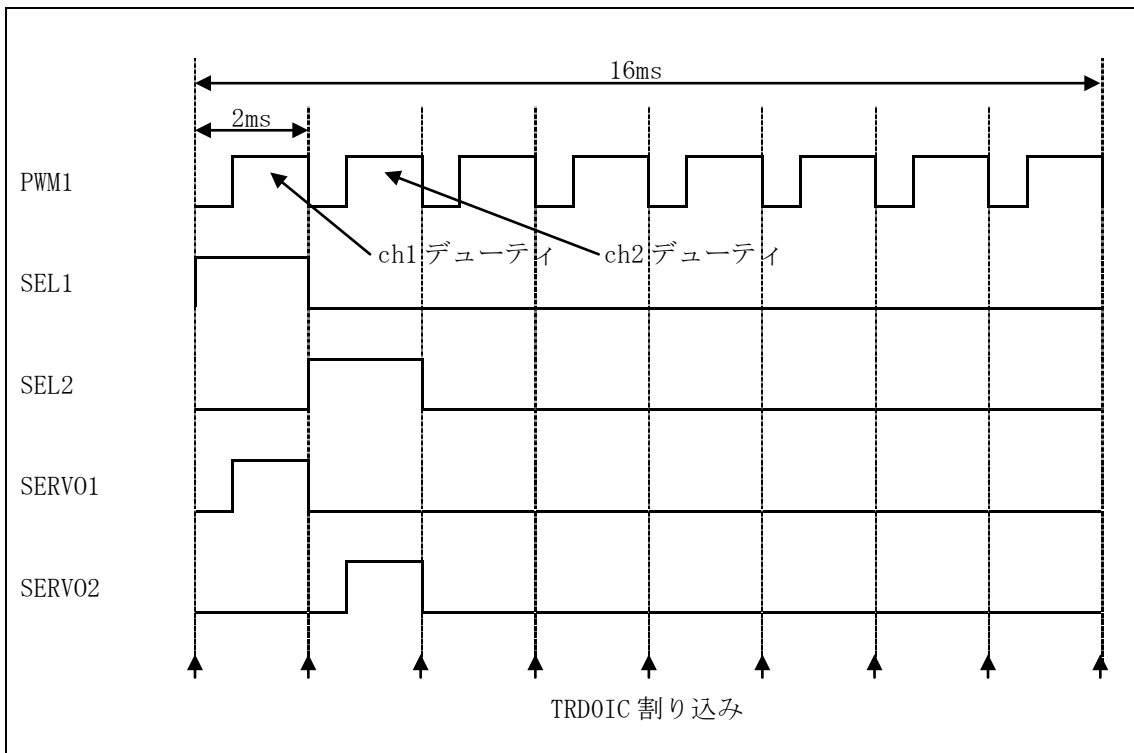 16ms
2ms
PWM1
ch1 デューティ
ch2 デューティ
SEL1
SEL2
SERVO1
SERVO2
TRD0IC 割り込み